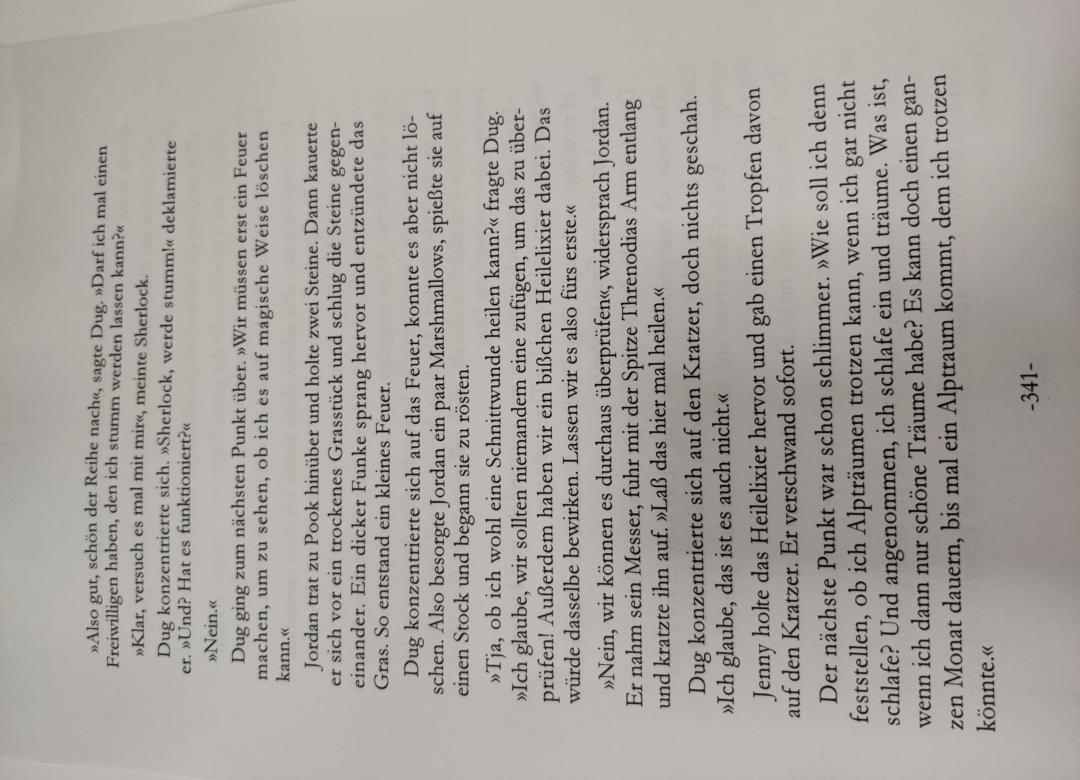 »Also gut, schön der Reihe nach«, sagte Dug. »Darf ich mal einen
Freiwilligen haben, den ich stumm werden lassen kann?«
»Klar, versuch es mal mit mir«, meinte Sherlock.
Dug konzentrierte sich. »Sherlock, werde stumm!« deklamierte
er. »Und? Hat es funktioniert?«
»Nein.«
Dug ging zum nächsten Punkt über. »Wir müssen erst ein Feuer
machen, um zu sehen, ob ich es auf magische Weise löschen
kann.«
Jordan trat zu Pook hinüber und holte zwei Steine. Dann kauerte
er sich vor ein trockenes Grasstück und schlug die Steine gegen-
einander. Ein dicker Funke sprang hervor und entzündete das
Gras. So entstand ein kleines Feuer.
Dug konzentrierte sich auf das Feuer, konnte es aber nicht lö-
schen. Also besorgte Jordan ein paar Marshmallows, spießte sie auf
einen Stock und begann sie zu rösten.
»Tja, ob ich wohl eine Schnittwunde heilen kann?« fragte Dug.
»Ich glaube, wir sollten niemandem eine zufügen, um das zu über-
prüfen! Außerdem haben wir ein bißchen Heilelixier dabei. Das
würde dasselbe bewirken. Lassen wir es also fürs erste.«
»Nein, wir können es durchaus überprüfen«, widersprach Jordan.
Er nahm sein Messer, fuhr mit der Spitze Threnodias Arm entlang
und kratzte ihn auf. »Laß das hier mal heilen.«
Dug konzentrierte sich auf den Kratzer, doch nichts geschah.
»Ich glaube, das ist es auch nicht.«
Jenny holte das Heilelixier hervor und gab einen Tropfen davon
auf den Kratzer. Er verschwand sofort.
Der nächste Punkt war schon schlimmer. »Wie soll ich denn
feststellen, ob ich Alpträumen trotzen kann, wenn ich gar nicht
schlafe? Und angenommen, ich schlafe ein und träume. Was ist,
wenn ich dann nur schöne Träume habe? Es kann doch einen gan-
zen Monat dauern, bis mal ein Alptraum kommt, dem ich trotzen
könnte.«
-341-